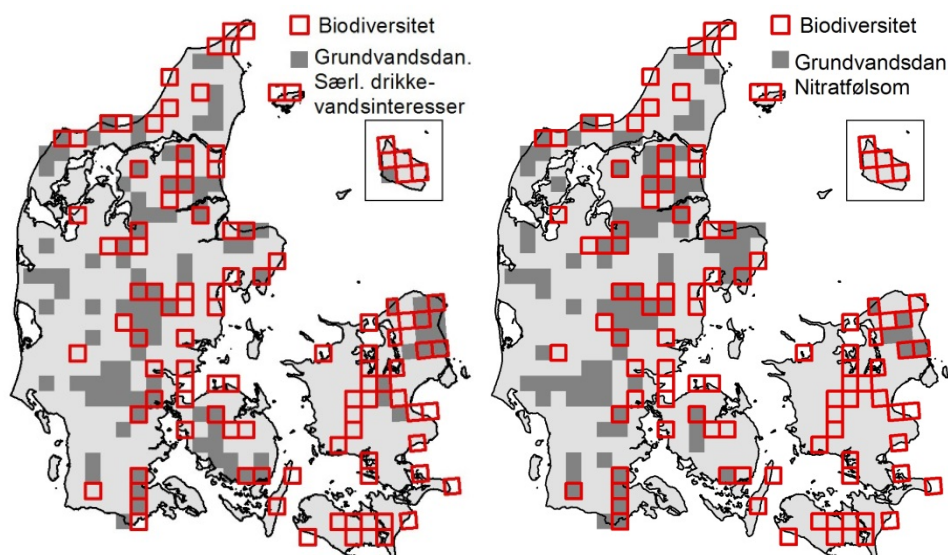 Biodiversitet
Grundvandsdan.
Særl. drikke-
vandsinteresser
Biodiversitet
Grundvandsdan
Nitratfølsom